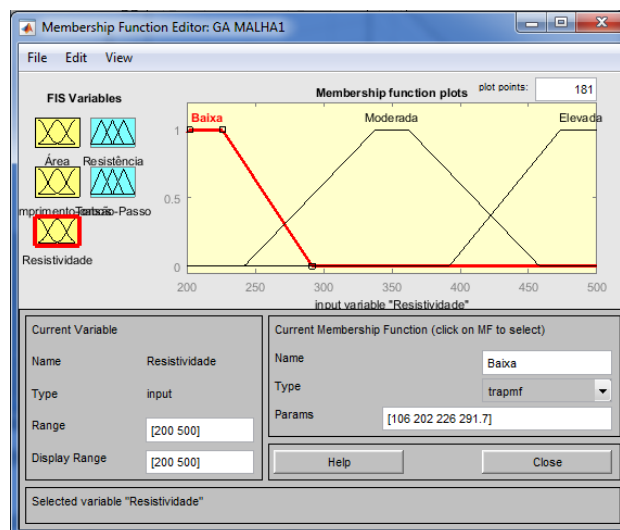 Membership Function Editor: GA MALHA1
File Edit View
FIS Variables
Membership function plots
plot points:
181
Baixa
Moderada
Elevada
1
0.5
0
200 250 300 350 400 450 500
input variable "Resistividade"
Área
Resistência
mprimento
-Passo
Resistividade
Current Variable
Name Resistividade
Type input
Range [200 500]
Display Range [200 500]
Current Membership Function (click on MF to select)
Name Baixa
Type trapmf
Params [106 202 226 291.7]
Help
Close
Selected variable "Resistividade"